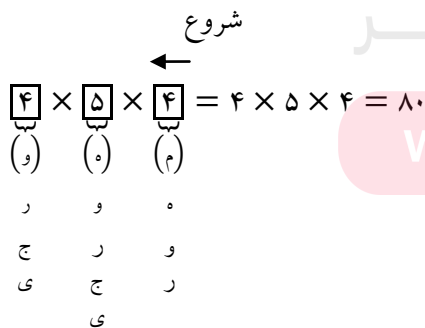 شروع
←
۴ × ۵ × ۴ = ۴ × ۵ × ۴ = ۸۰
(و) (ه) (م)
ر و ه
ج ر و
ی ج ر
ی